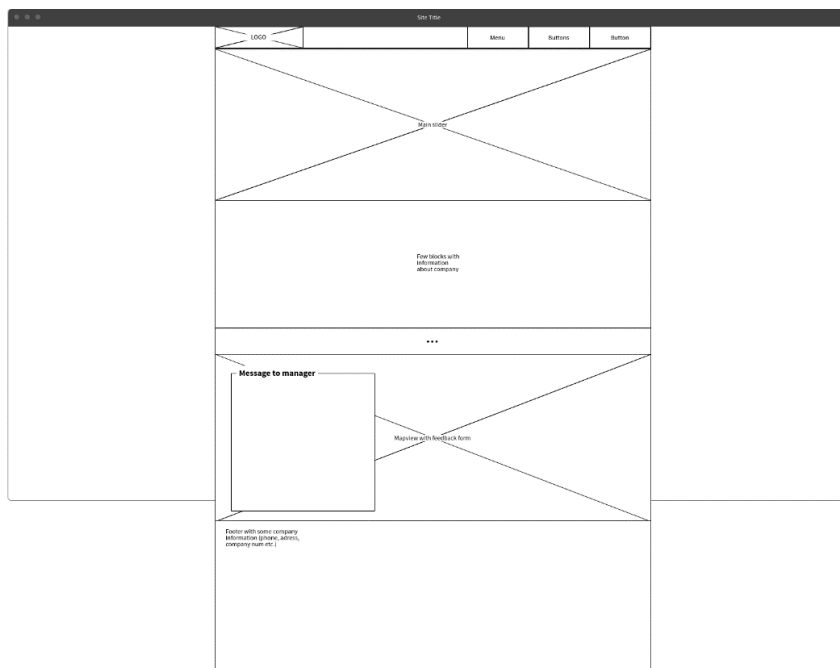 Site Title
LOGO
Menu
Buttons
Button
Main slider
Few blocks with
Information
about company
...
Message to manager
Mapview with feedback form
Footer with some company
Information (phone, adress,
company num etc.)